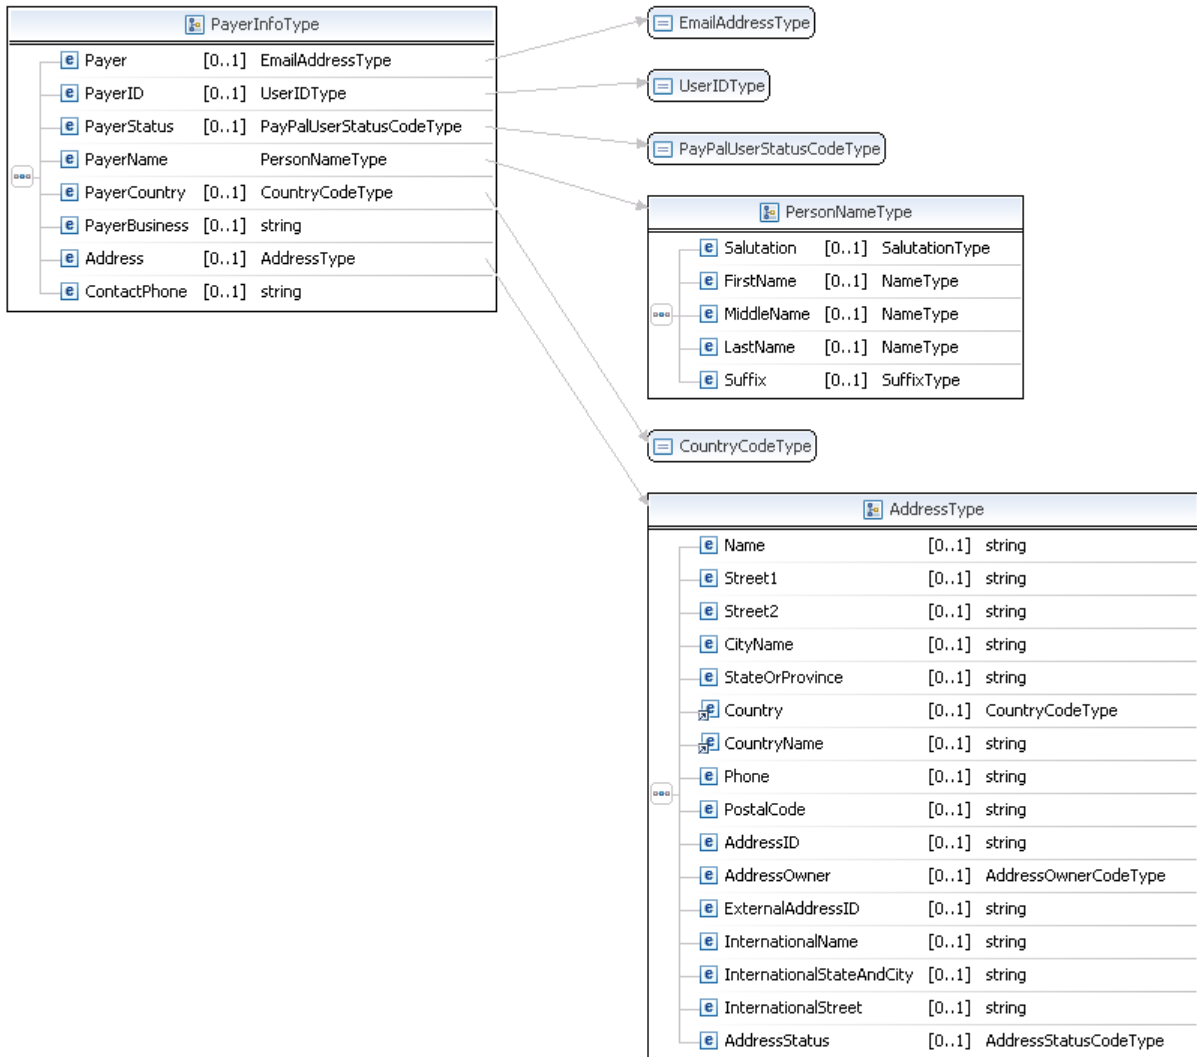 PayerInfoType
e Payer [0..1] EmailAddressType
e PayerID [0..1] UserIDType
e PayerStatus [0..1] PayPalUserStatusCodeType
e PayerName PersonNameType
e PayerCountry [0..1] CountryCodeType
e PayerBusiness [0..1] string
e Address [0..1] AddressType
e ContactPhone [0..1] string
EmailAddressType
UserIDType
PayPalUserStatusCodeType
PersonNameType
e Salutation [0..1] SalutationType
e FirstName [0..1] NameType
e MiddleName [0..1] NameType
e LastName [0..1] NameType
e Suffix [0..1] SuffixType
CountryCodeType
AddressType
e Name [0..1] string
e Street1 [0..1] string
e Street2 [0..1] string
e CityName [0..1] string
e StateOrProvince [0..1] string
e Country [0..1] CountryCodeType
e CountryName [0..1] string
e Phone [0..1] string
e PostalCode [0..1] string
e AddressID [0..1] string
e AddressOwner [0..1] AddressOwnerCodeType
e ExternalAddressID [0..1] string
e InternationalName [0..1] string
e InternationalStateAndCity [0..1] string
e InternationalStreet [0..1] string
e AddressStatus [0..1] AddressStatusCodeType